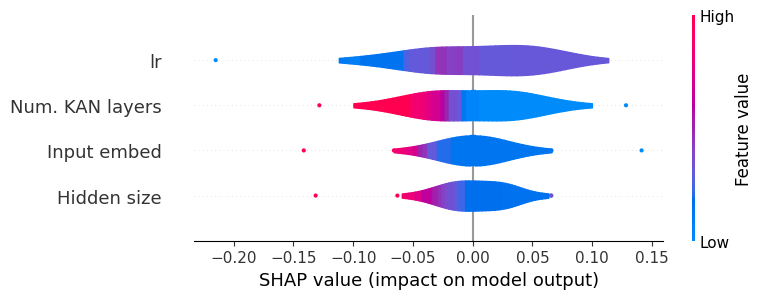 High
lr
Num. KAN layers
Input embed
Hidden size
Feature value
Low
−0.20 −0.15 −0.10 −0.05 0.00 0.05 0.10 0.15
SHAP value (impact on model output)